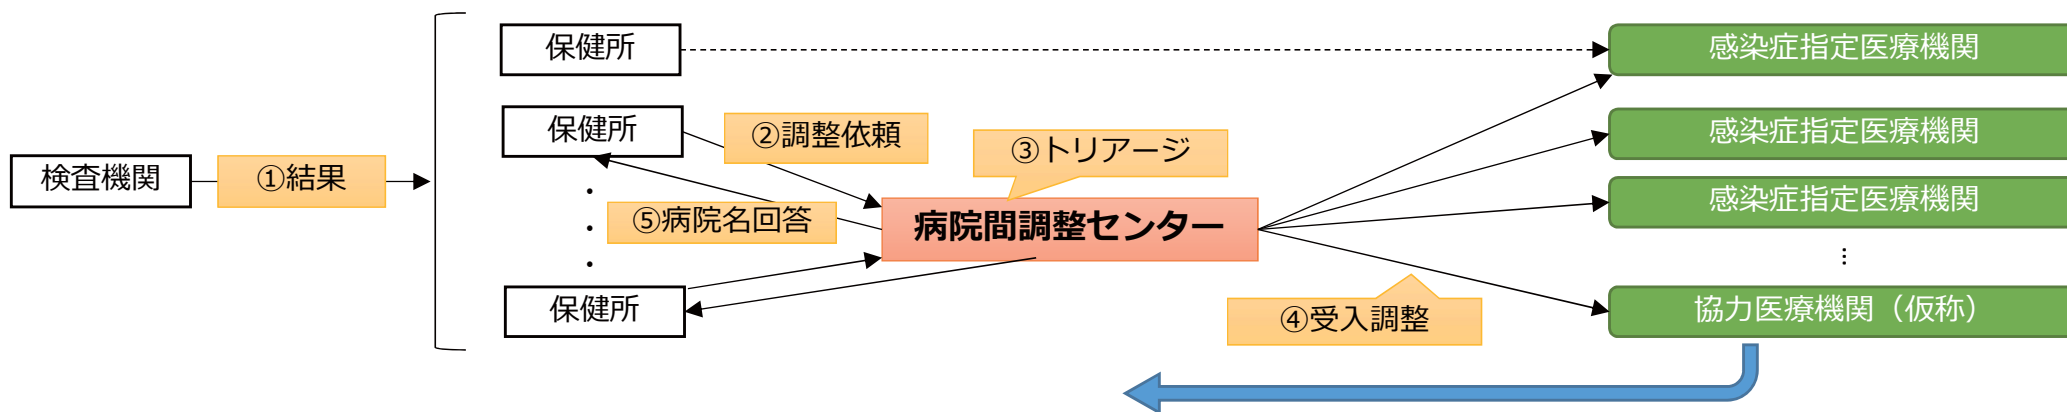 検査機関
①結果
保健所
保健所
・
・
・
保健所
②調整依頼
③トリアージ
⑤病院名回答
病院間調整センター
④受入調整
感染症指定医療機関
感染症指定医療機関
感染症指定医療機関
…
協力医療機関（仮称）